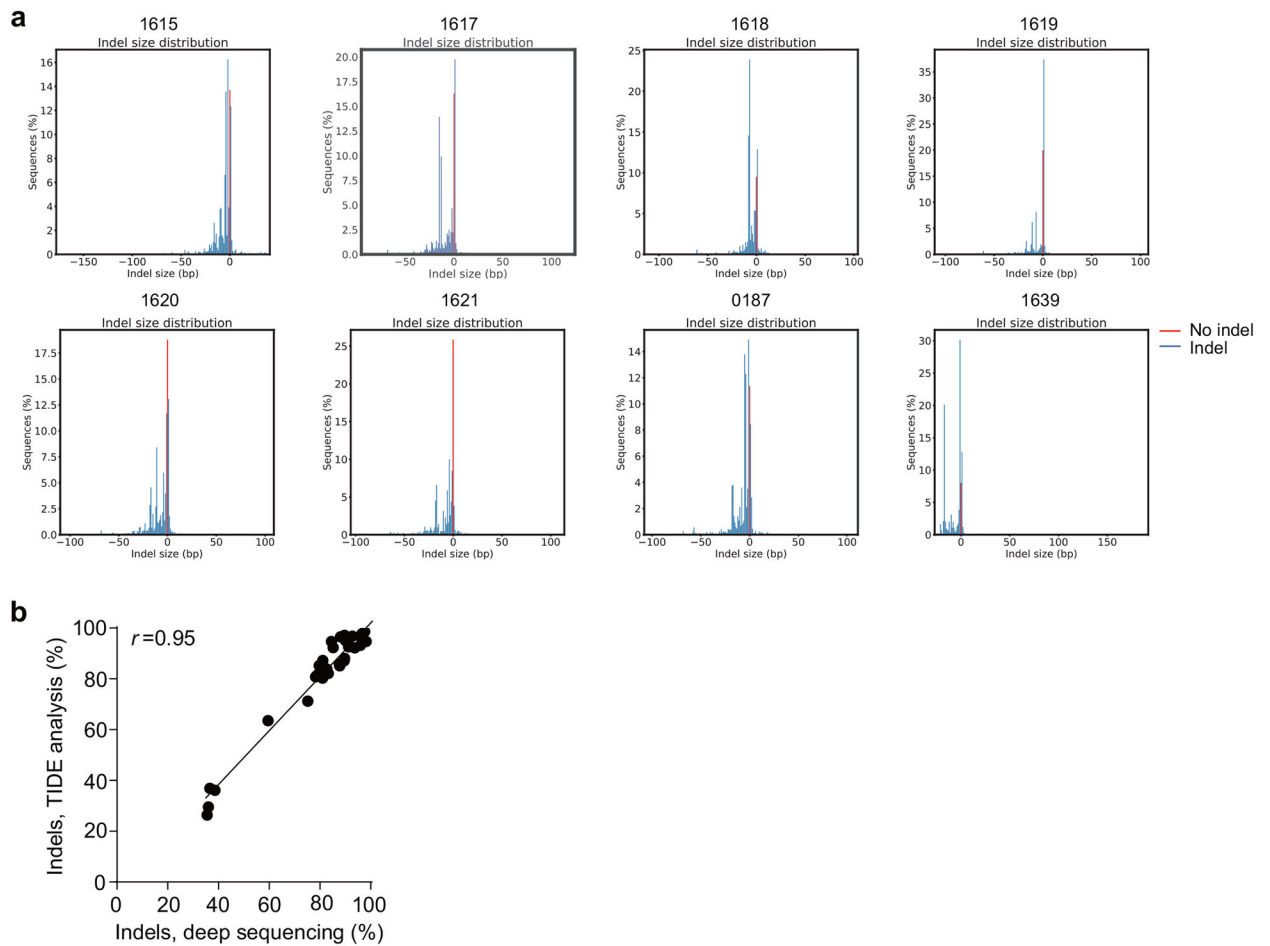 a
1615
Indel size distribution
Sequences (%)
16
14
12
10
8
6
4
2
0
−150 −100 −50 0
Indel size (bp)
1617
Indel size distribution
Sequences (%)
20.0
17.5
15.0
12.5
10.0
7.5
5.0
2.5
0.0
−50 0 50 100
Indel size (bp)
1618
Indel size distribution
Sequences (%)
25
20
15
10
5
0
−100 −50 0 50 100
Indel size (bp)
1619
Indel size distribution
Sequences (%)
35
30
25
20
15
10
5
0
−100 −50 0 50 100
Indel size (bp)
1620
Indel size distribution
Sequences (%)
17.5
15.0
12.5
10.0
7.5
5.0
2.5
0.0
−100 −50 0 50 100
Indel size (bp)
1621
Indel size distribution
Sequences (%)
25
20
15
10
5
0
−100 −50 0 50 100
Indel size (bp)
0187
Indel size distribution
Sequences (%)
14
12
10
8
6
4
2
0
−100 −50 0 50 100
Indel size (bp)
1639
Indel size distribution
Sequences (%)
30
25
20
15
10
5
0
0 50 100 150
Indel size (bp)
No indel
Indel
b
r=0.95
Indels, TIDE analysis (%)
100
80
60
40
20
0
0 20 40 60 80 100
Indels, deep sequencing (%)